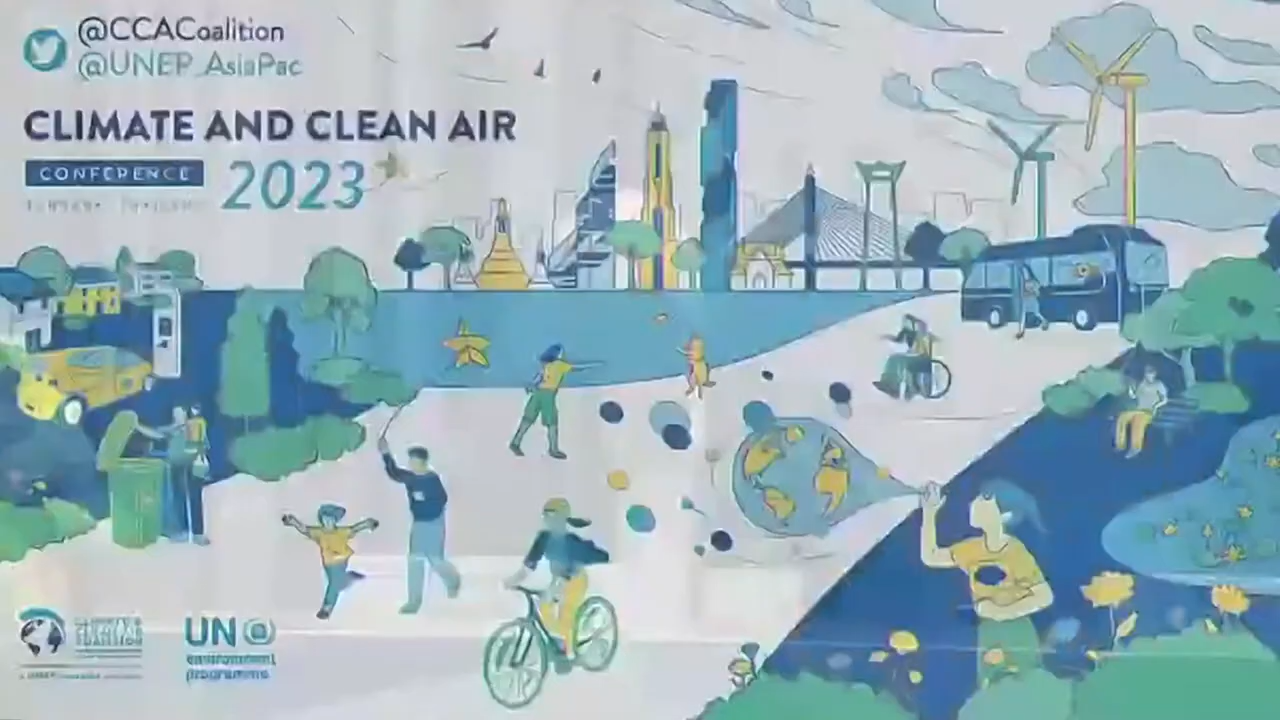 @CCACoalition
@UNEP_AsiaPac
CLIMATE AND CLEAN AIR
CONFERENCE
2023
UN
environment
programme